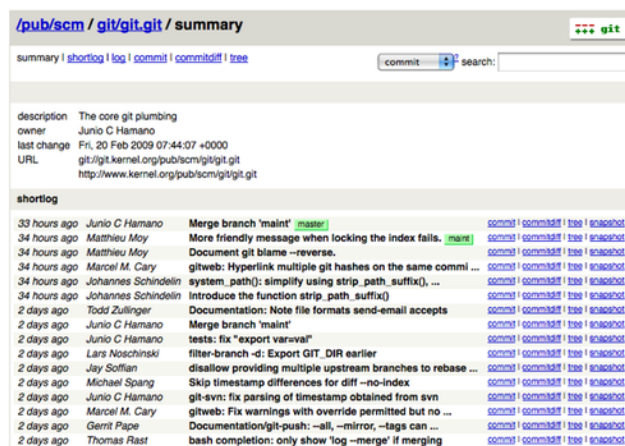 /pub/scm / git/git.git / summary
git
summary | shortlog | log | commit | commitdiff | tree
commit ? search:
description The core git plumbing
owner Junio C Hamano
last change Fri, 20 Feb 2009 07:44:07 +0000
URL git://git.kernel.org/pub/scm/git/git.git
http://www.kernel.org/pub/scm/git/git.git
shortlog
33 hours ago Junio C Hamano Merge branch 'maint' master commit | commitdiff | tree | snapshot
34 hours ago Matthieu Moy More friendly message when locking the index fails. maint commit | commitdiff | tree | snapshot
34 hours ago Matthieu Moy Document git blame --reverse. commit | commitdiff | tree | snapshot
34 hours ago Marcel M. Cary gitweb: Hyperlink multiple git hashes on the same commi ... commit | commitdiff | tree | snapshot
34 hours ago Johannes Schindelin system_path(): simplify using strip_path_suffix(), ... commit | commitdiff | tree | snapshot
34 hours ago Johannes Schindelin Introduce the function strip_path_suffix() commit | commitdiff | tree | snapshot
2 days ago Todd Zullinger Documentation: Note file formats send-email accepts commit | commitdiff | tree | snapshot
2 days ago Junio C Hamano Merge branch 'maint' commit | commitdiff | tree | snapshot
2 days ago Junio C Hamano tests: fix "export var=val" commit | commitdiff | tree | snapshot
2 days ago Lars Noschinski filter-branch -d: Export GIT_DIR earlier commit | commitdiff | tree | snapshot
2 days ago Jay Soffian disallow providing multiple upstream branches to rebase ... commit | commitdiff | tree | snapshot
2 days ago Michael Spang Skip timestamp differences for diff --no-index commit | commitdiff | tree | snapshot
2 days ago Junio C Hamano git-svn: fix parsing of timestamp obtained from svn commit | commitdiff | tree | snapshot
2 days ago Marcel M. Cary gitweb: Fix warnings with override permitted but no ... commit | commitdiff | tree | snapshot
2 days ago Gerrit Pape Documentation/git-push: --all, --mirror, --tags can ... commit | commitdiff | tree | snapshot
2 days ago Thomas Rast bash completion: only show 'log --merge' if merging commit | commitdiff | tree | snapshot